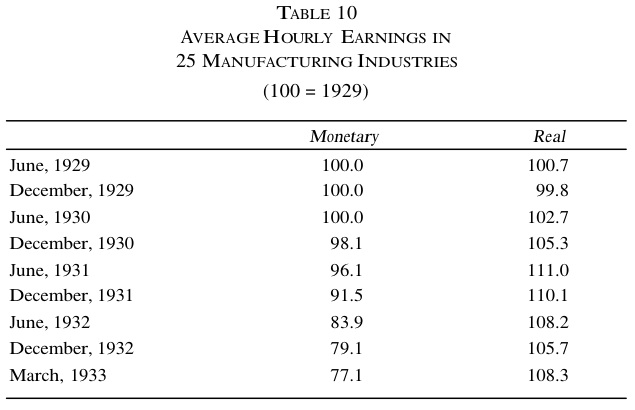 TABLE 10
AVERAGE HOURLY EARNINGS IN
25 MANUFACTURING INDUSTRIES
(100 = 1929)
Monetary Real
June, 1929 100.0 100.7
December, 1929 100.0 99.8
June, 1930 100.0 102.7
December, 1930 98.1 105.3
June, 1931 96.1 111.0
December, 1931 91.5 110.1
June, 1932 83.9 108.2
December, 1932 79.1 105.7
March, 1933 77.1 108.3